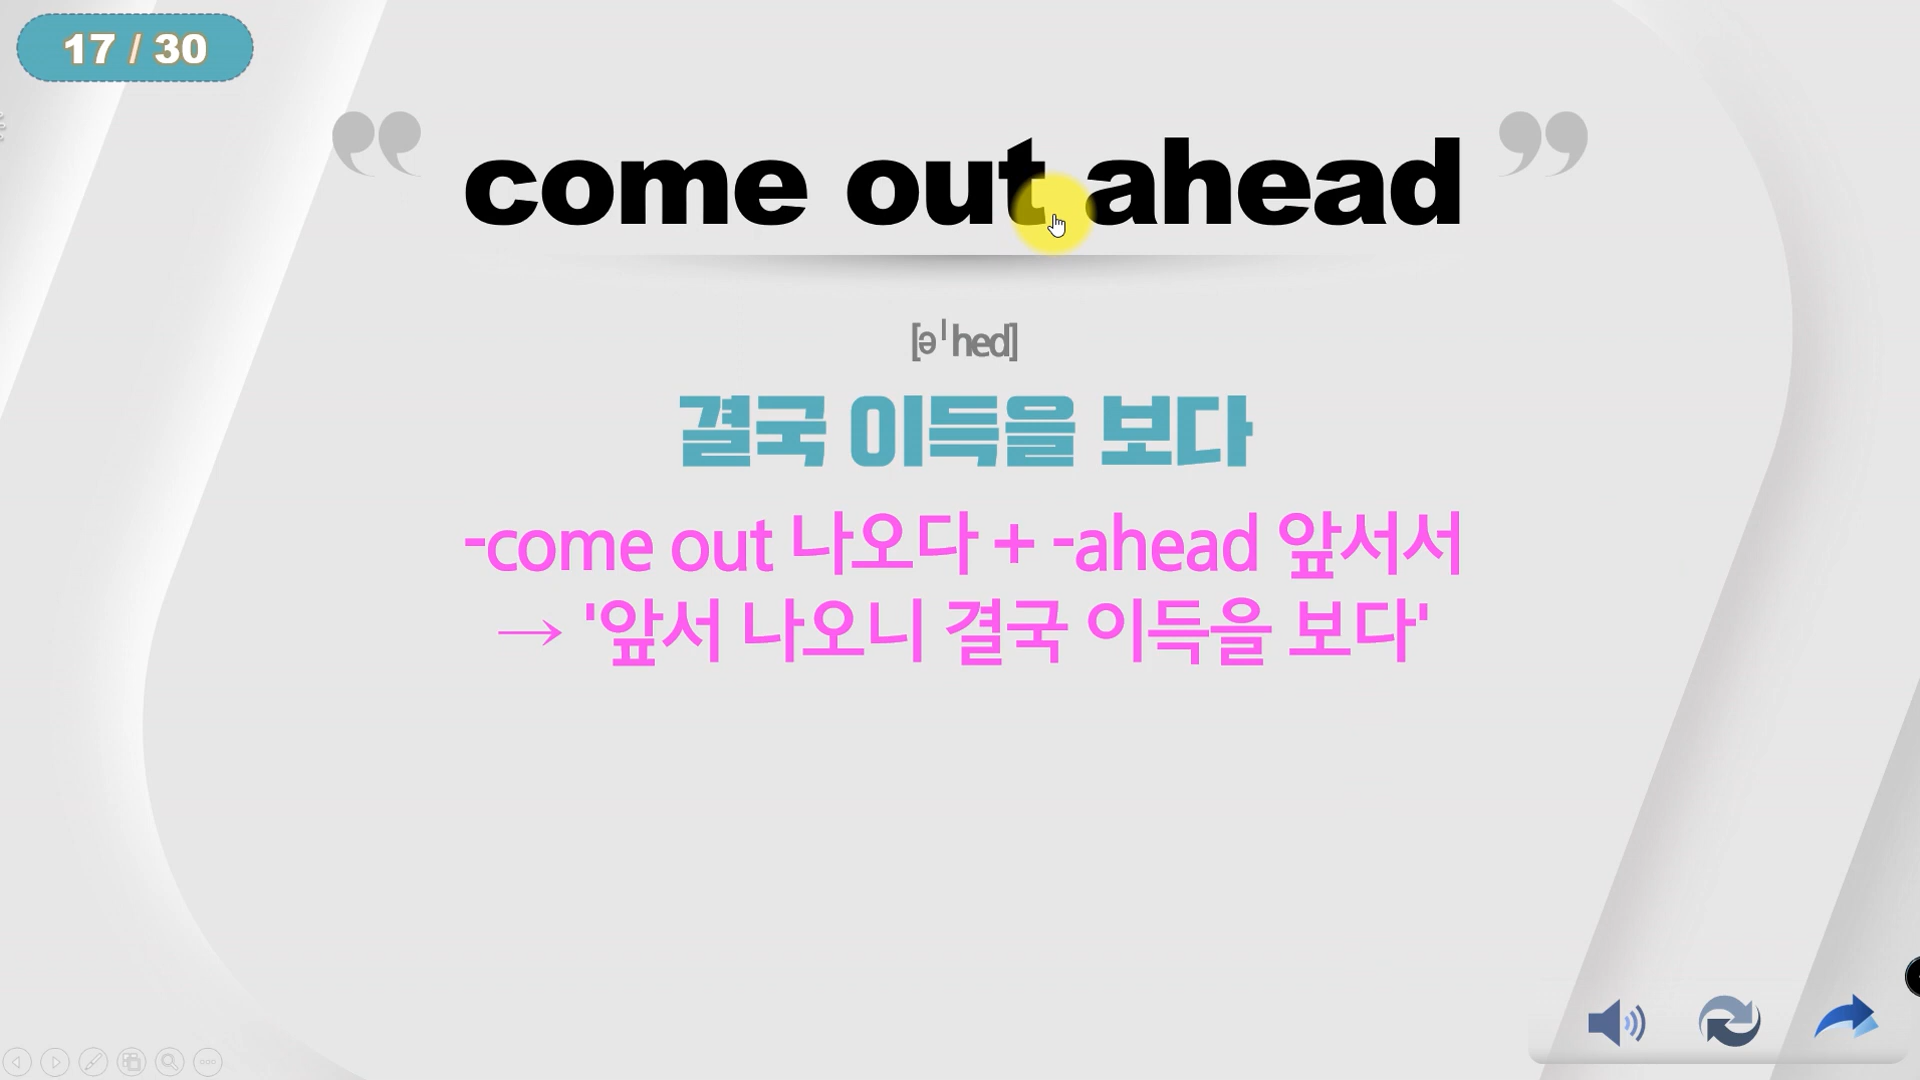 17 / 30
“ come out ahead ”
[əˈhed]
결국 이득을 보다
-come out 나오다 + -ahead 앞서서
→ '앞서 나오니 결국 이득을 보다'